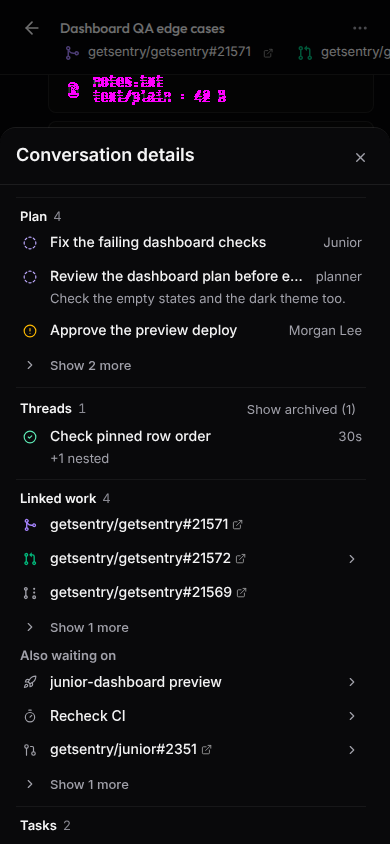 Dashboard QA edge cases
getsentry/getsentry#21571 getsentry/g
notes.txt
text/plain
Conversation details
Plan 4
Fix the failing dashboard checks Junior
Review the dashboard plan before e... planner
Check the empty states and the dark theme too.
Approve the preview deploy Morgan Lee
Show 2 more
Threads 1 Show archived (1)
Check pinned row order 30s
+1 nested
Linked work 4
getsentry/getsentry#21571
getsentry/getsentry#21572
getsentry/getsentry#21569
Show 1 more
Also waiting on
junior-dashboard preview
Recheck CI
getsentry/junior#2351
Show 1 more
Tasks 2